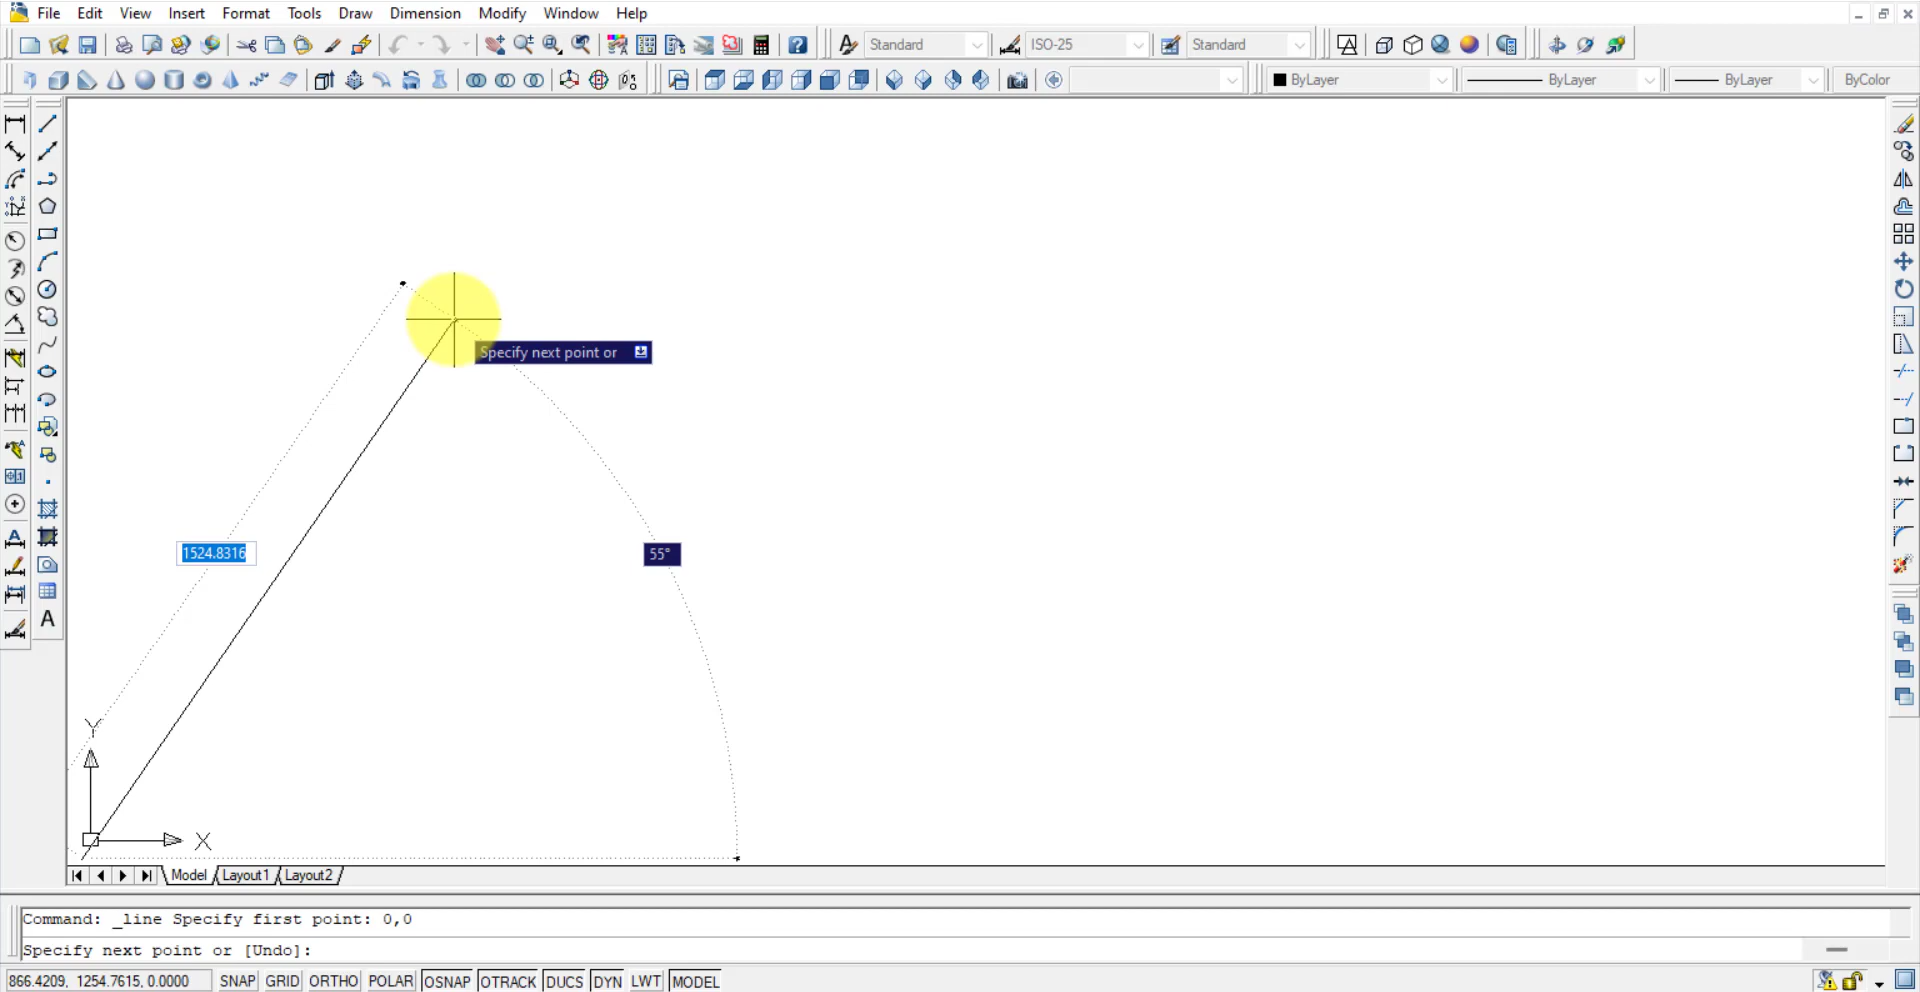 File Edit View Insert Format Tools Draw Dimension Modify Window Help
Standard ISO-25 Standard
ByLayer ByLayer ByLayer ByColor
Specify next point or
1524.8316
55°
Y
X
Model Layout1 Layout2
Command: _line Specify first point: 0,0
Specify next point or [Undo]:
866.4209, 1254.7615, 0.0000 SNAP GRID ORTHO POLAR OSNAP OTRACK DUCS DYN LWT MODEL